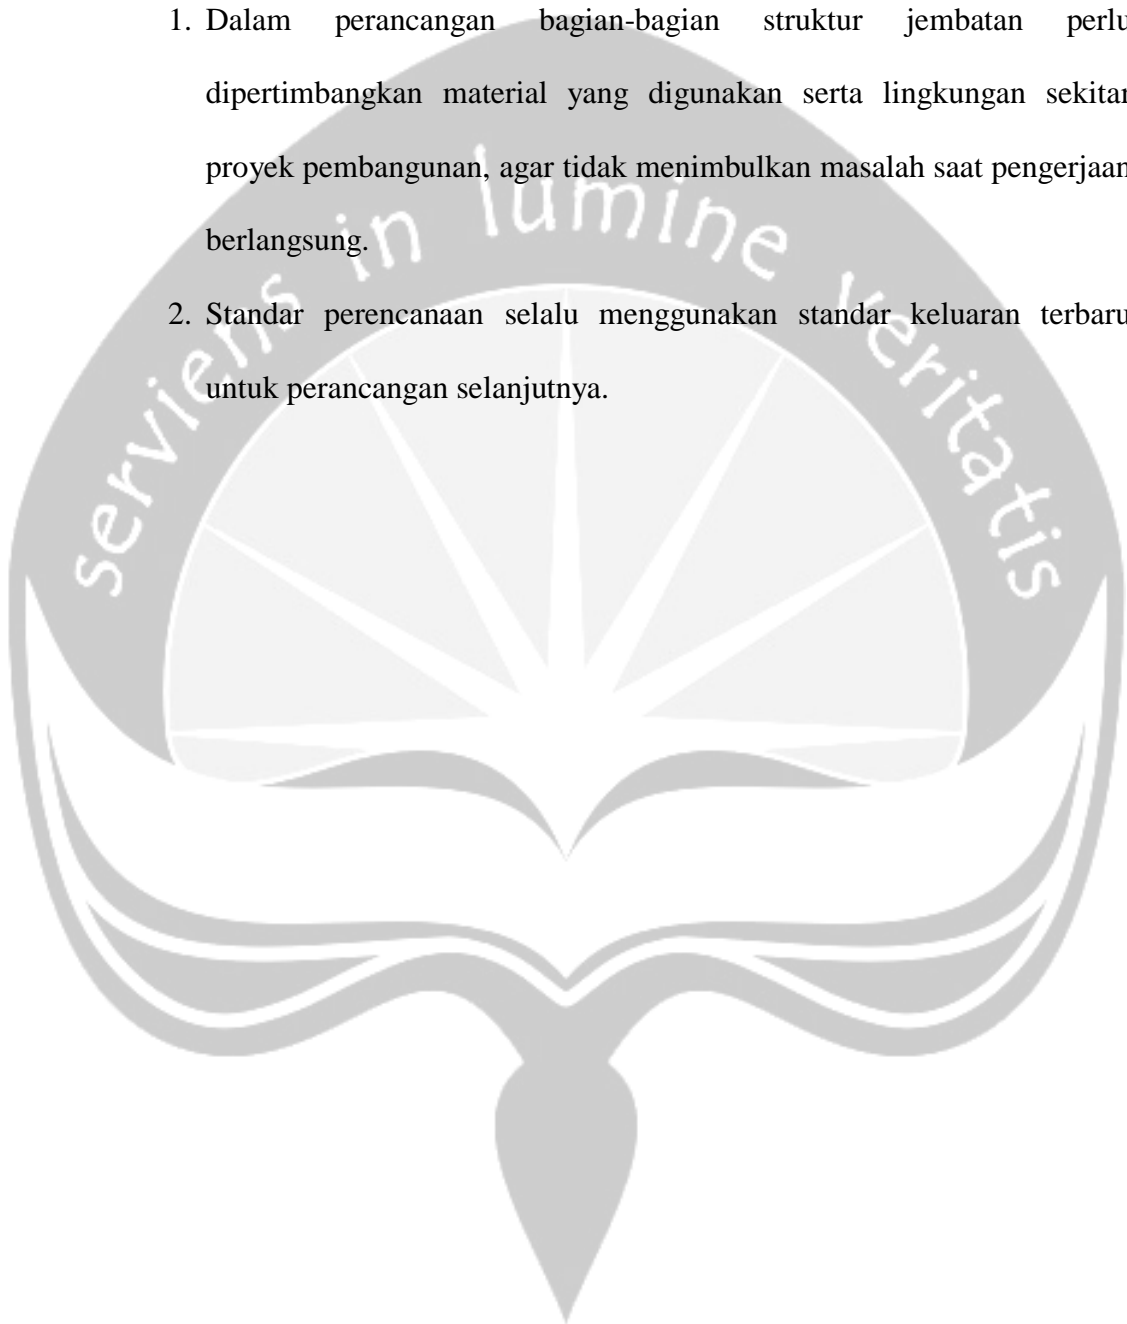 1. Dalam perancangan bagian-bagian struktur jembatan perlu
dipertimbangkan material yang digunakan serta lingkungan sekitar
proyek pembangunan, agar tidak menimbulkan masalah saat pengerjaan
berlangsung.
2. Standar perencanaan selalu menggunakan standar keluaran terbaru
untuk perancangan selanjutnya.
serviens in lumine veritatis